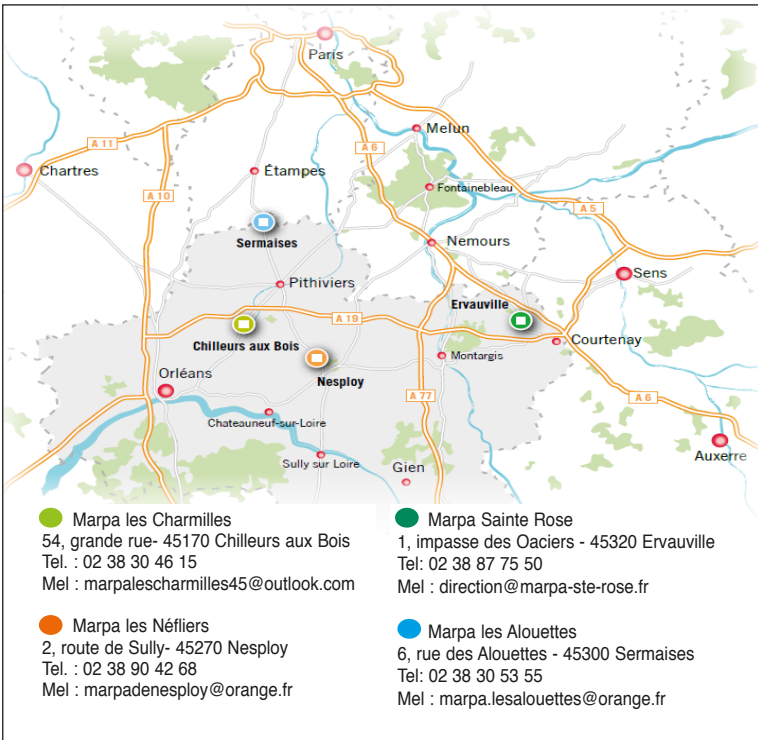 Paris
A 11
A 6
Melun
Chartres
Étampes
A 10
Fontainebleau
A 5
Sermaises
Nemours
Pithiviers
Sens
Ervauville
A 19
Chilleurs aux Bois
Courtenay
Montargis
Orléans
Nesploy
A 77
A 6
Chateauneuf-sur-Loire
Sully sur Loire
Gien
Auxerre
Marpa les Charmilles
54, grande rue- 45170 Chilleurs aux Bois
Tel. : 02 38 30 46 15
Mel : marpalescharmilles45@outlook.com
Marpa Sainte Rose
1, impasse des Oaciers - 45320 Ervauville
Tel: 02 38 87 75 50
Mel : direction@marpa-ste-rose.fr
Marpa les Néfliers
2, route de Sully- 45270 Nesploy
Tel. : 02 38 90 42 68
Mel : marpadenesploy@orange.fr
Marpa les Alouettes
6, rue des Alouettes - 45300 Sermaises
Tel: 02 38 30 53 55
Mel : marpa.lesalouettes@orange.fr